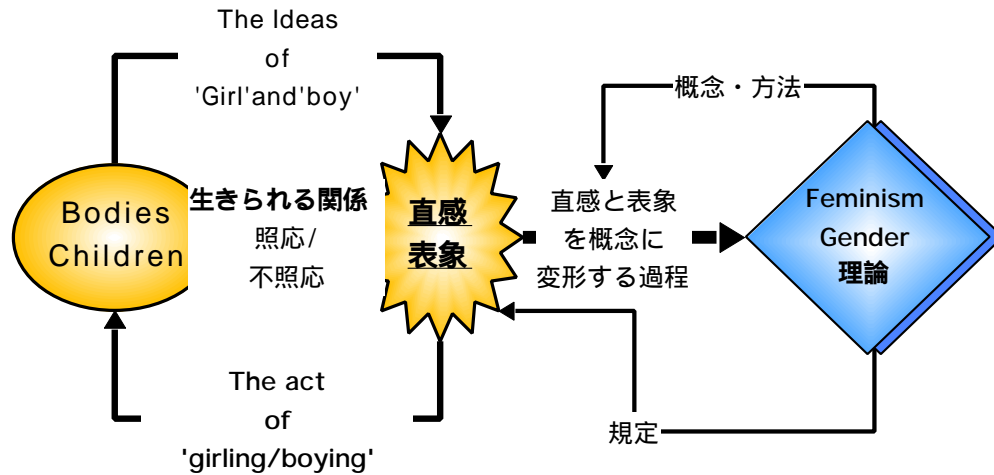 The Ideas
of
'Girl'and'boy'
Bodies
Children
生きられる関係
照応/
不照応
直感
表象
The act
of
'girling/boying'
概念・方法
直感と表象
を概念に
変形する過程
Feminism
Gender
理論
規定